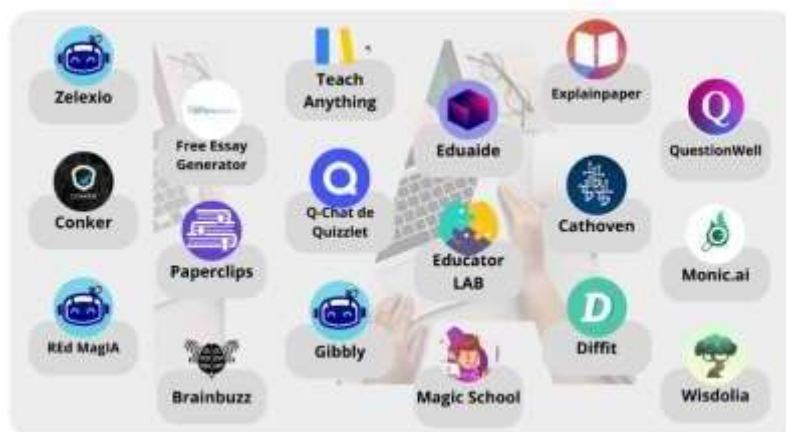 Zelexio
Free Essay
Generator
Teach
Anything
Eduaide
Explainpaper
QuestionWell
Conker
Paperclips
Q-Chat de
Quizzlet
Educator
LAB
Cathoven
Monic.ai
REd MagIA
Brainbuzz
Gibbly
Magic School
Diffit
Wisdolia